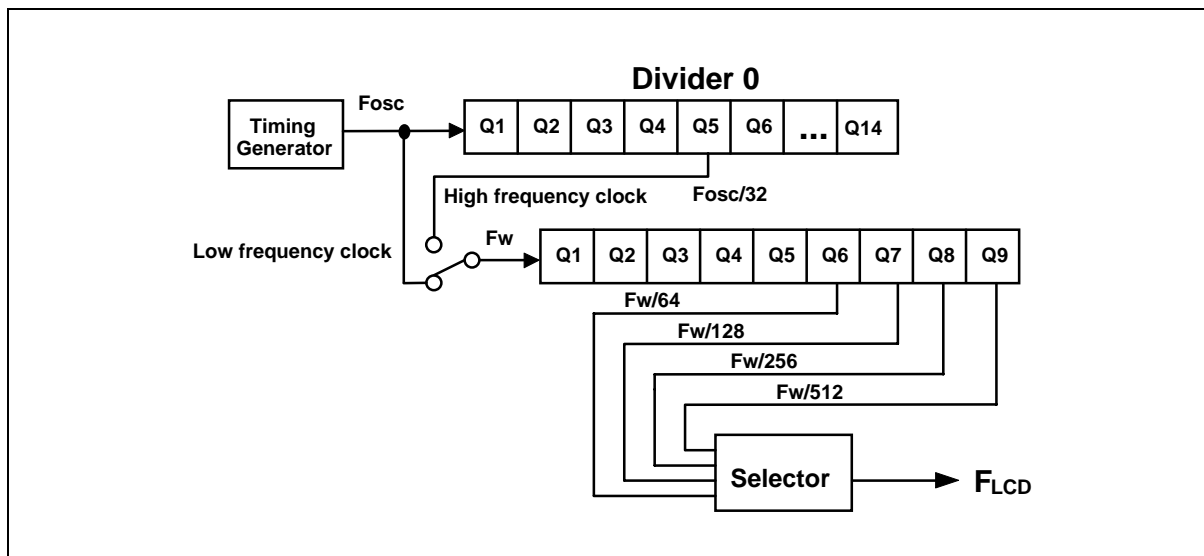 Divider 0
Fosc
Timing
Generator
Q1 Q2 Q3 Q4 Q5 Q6 ... Q14
High frequency clock
Fosc/32
Low frequency clock
Fw
Q1 Q2 Q3 Q4 Q5 Q6 Q7 Q8 Q9
Fw/64
Fw/128
Fw/256
Fw/512
Selector
FLCD